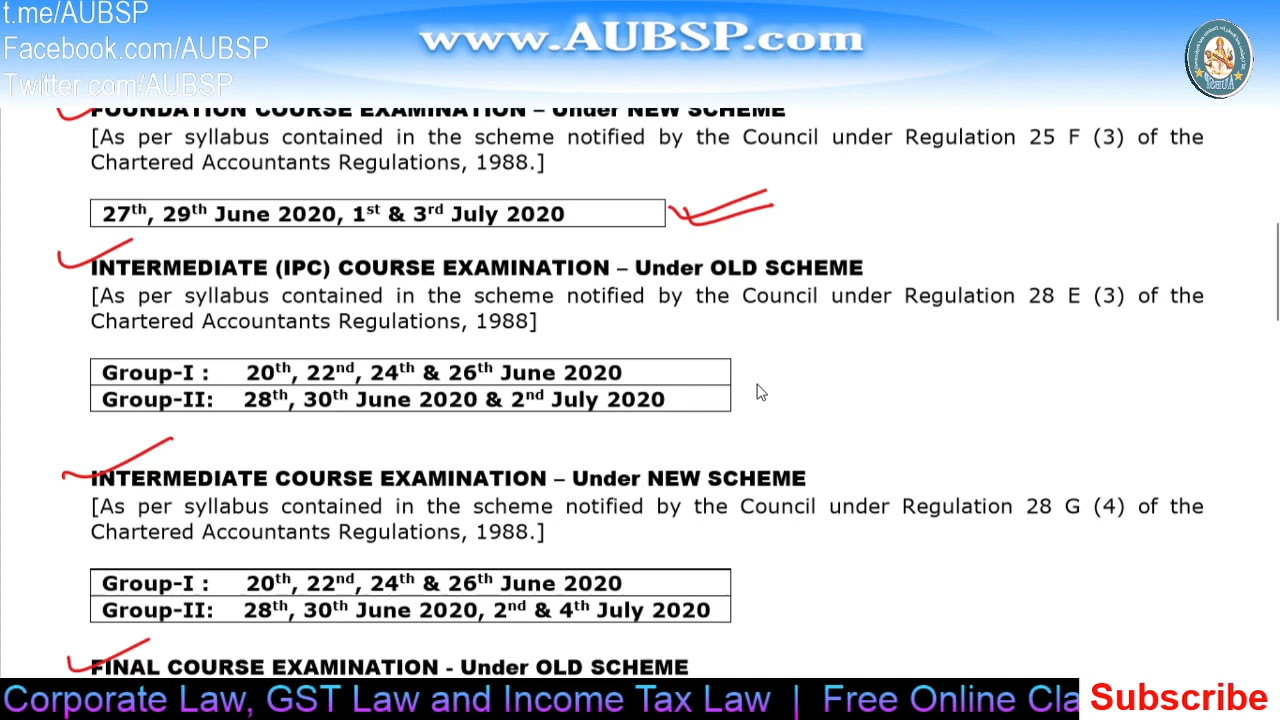 t.me/AUBSP
Facebook.com/AUBSP
Twitter.com/AUBSP
www.AUBSP.com
FOUNDATION COURSE EXAMINATION – Under NEW SCHEME
[As per syllabus contained in the scheme notified by the Council under Regulation 25 F (3) of the
Chartered Accountants Regulations, 1988.]
27th, 29th June 2020, 1st & 3rd July 2020
INTERMEDIATE (IPC) COURSE EXAMINATION – Under OLD SCHEME
[As per syllabus contained in the scheme notified by the Council under Regulation 28 E (3) of the
Chartered Accountants Regulations, 1988]
Group-I : 20th, 22nd, 24th & 26th June 2020
Group-II: 28th, 30th June 2020 & 2nd July 2020
INTERMEDIATE COURSE EXAMINATION – Under NEW SCHEME
[As per syllabus contained in the scheme notified by the Council under Regulation 28 G (4) of the
Chartered Accountants Regulations, 1988.]
Group-I : 20th, 22nd, 24th & 26th June 2020
Group-II: 28th, 30th June 2020, 2nd & 4th July 2020
FINAL COURSE EXAMINATION - Under OLD SCHEME
Corporate Law, GST Law and Income Tax Law | Free Online Cla
Subscribe